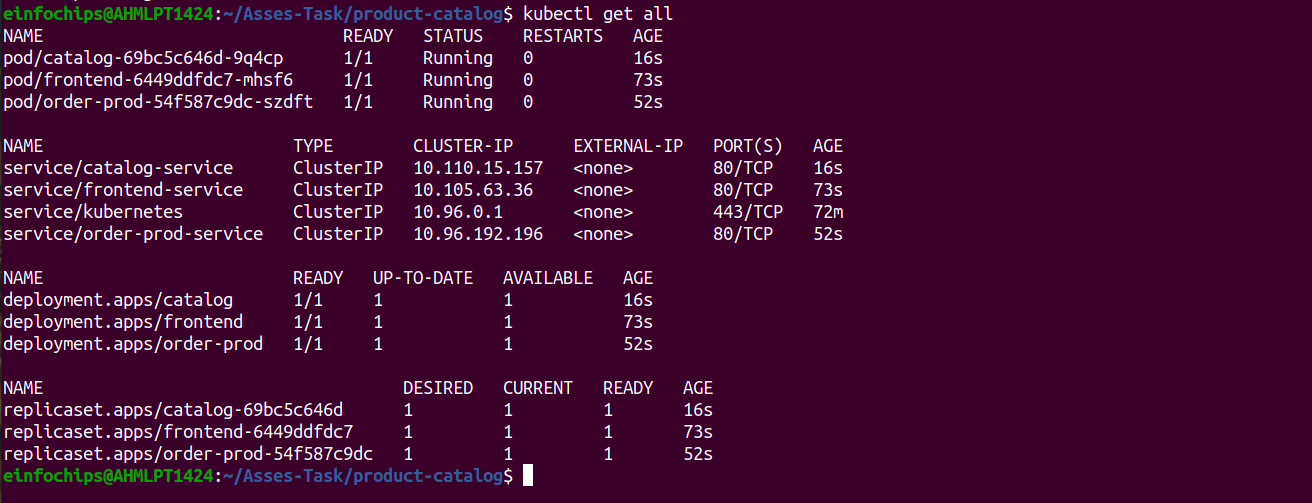 einfochips@AHMLPT1424:~/Asses-Task/product-catalog$ kubectl get all
NAME                              READY   STATUS    RESTARTS   AGE
pod/catalog-69bc5c646d-9q4cp      1/1     Running   0          16s
pod/frontend-6449ddfdc7-mhsf6     1/1     Running   0          73s
pod/order-prod-54f587c9dc-szdft   1/1     Running   0          52s

NAME                         TYPE        CLUSTER-IP      EXTERNAL-IP   PORT(S)   AGE
service/catalog-service      ClusterIP   10.110.15.157   <none>        80/TCP    16s
service/frontend-service     ClusterIP   10.105.63.36    <none>        80/TCP    73s
service/kubernetes           ClusterIP   10.96.0.1       <none>        443/TCP   72m
service/order-prod-service   ClusterIP   10.96.192.196   <none>        80/TCP    52s

NAME                         READY   UP-TO-DATE   AVAILABLE   AGE
deployment.apps/catalog      1/1     1            1           16s
deployment.apps/frontend     1/1     1            1           73s
deployment.apps/order-prod   1/1     1            1           52s

NAME                                    DESIRED   CURRENT   READY   AGE
replicaset.apps/catalog-69bc5c646d      1         1         1       16s
replicaset.apps/frontend-6449ddfdc7     1         1         1       73s
replicaset.apps/order-prod-54f587c9dc   1         1         1       52s
einfochips@AHMLPT1424:~/Asses-Task/product-catalog$